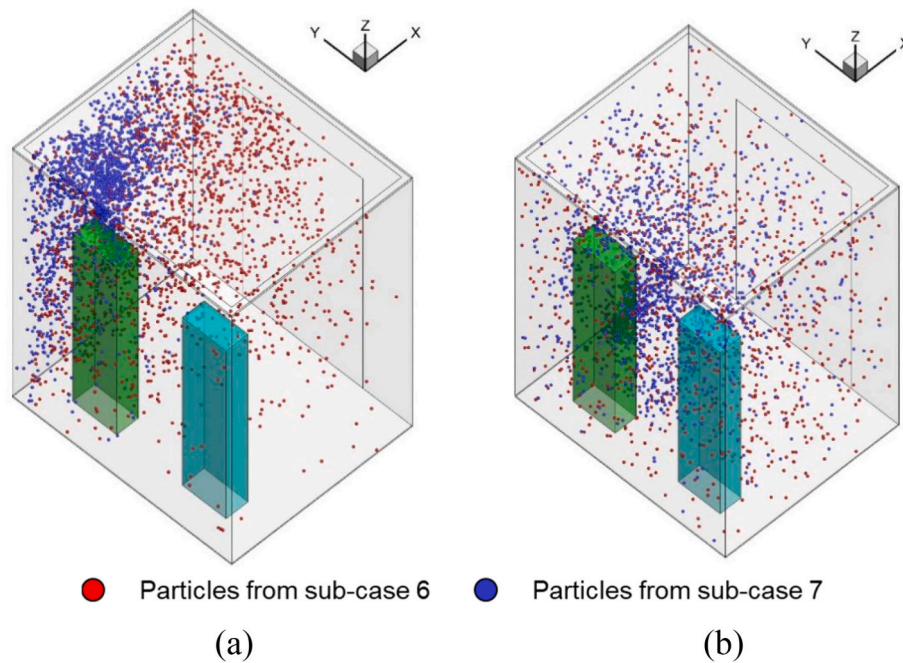 Y Z X
Y Z X
Particles from sub-case 6
Particles from sub-case 7
(a)
(b)